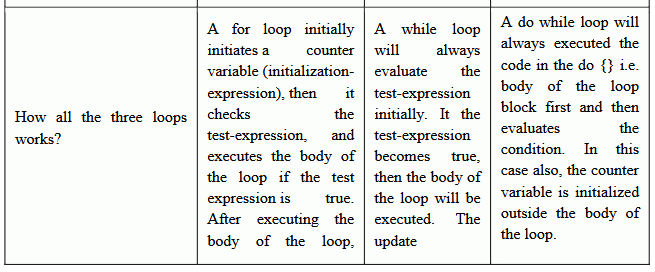 How all the three loops
works?
A for loop initially
initiates a counter
variable (initialization-
expression), then it
checks the
test-expression, and
executes the body of
the loop if the test
expression is true.
After executing the
body of the loop,
A while loop
will always
evaluate the
test-expression
initially. It the
test-expression
becomes true,
then the body of
the loop will be
executed. The
update
A do while loop will
always executed the
code in the do {} i.e.
body of the loop
block first and then
evaluates the
condition. In this
case also, the counter
variable is initialized
outside the body of
the loop.